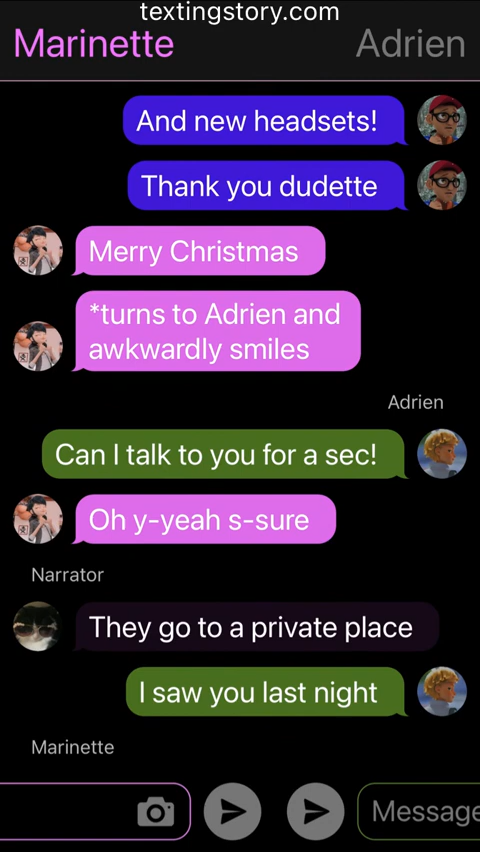 textingstory.com
Marinette
Adrien
And new headsets!
Thank you dudette
Merry Christmas
*turns to Adrien and
awkwardly smiles
Adrien
Can I talk to you for a sec!
Oh y-yeah s-sure
Narrator
They go to a private place
I saw you last night
Marinette
Message